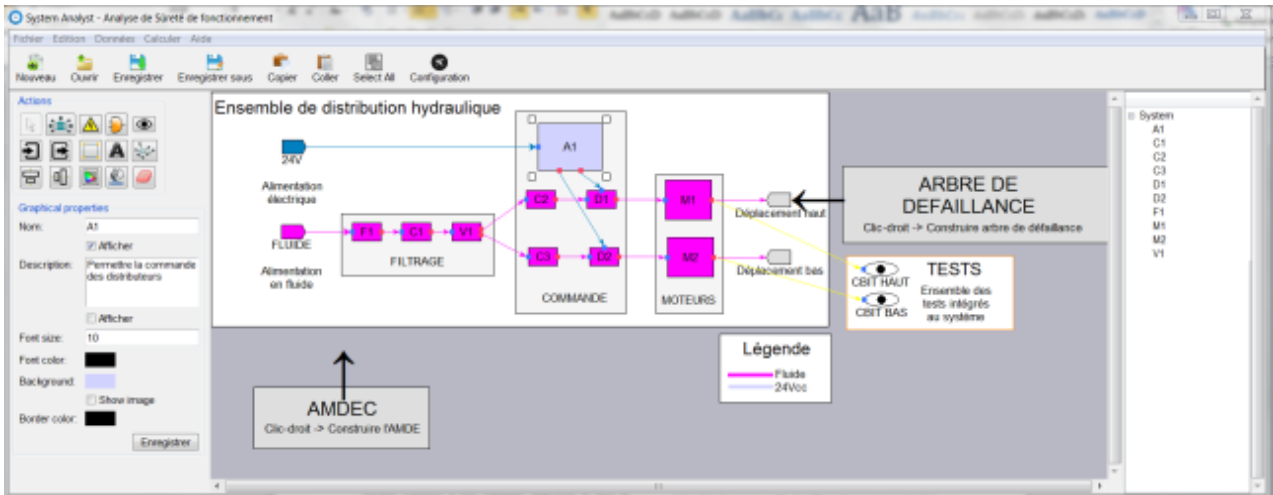 System Analyst - Analyse de Sûreté de fonctionnement
Fichier Edition Données Calculer Aide
Nouveau Ouvrir Enregistrer Enregistrer sous Copier Coller Select All Configuration
Actions
Graphical properties
Nom: A1
Afficher
Description: Permettre la commande
des distributeurs
Afficher
Font size: 10
Font color:
Background:
Show image
Border color:
Enregistrer
Ensemble de distribution hydraulique
24V
Alimentation
électrique
FLUIDE
Alimentation
en fluide
F1 C1 V1
FILTRAGE
A1
C2 D1
C3 D2
COMMANDE
M1
M2
MOTEURS
Déplacement haut
Déplacement bas
ARBRE DE
DEFAILLANCE
Clic-droit -> Construire arbre de défaillance
CBIT HAUT
CBIT BAS
TESTS
Ensemble des
tests intégrés
au système
Légende
Fluide
24Vcc
AMDEC
Clic-droit -> Construire l'AMDE
System
A1
C1
C2
C3
D1
D2
F1
M1
M2
V1